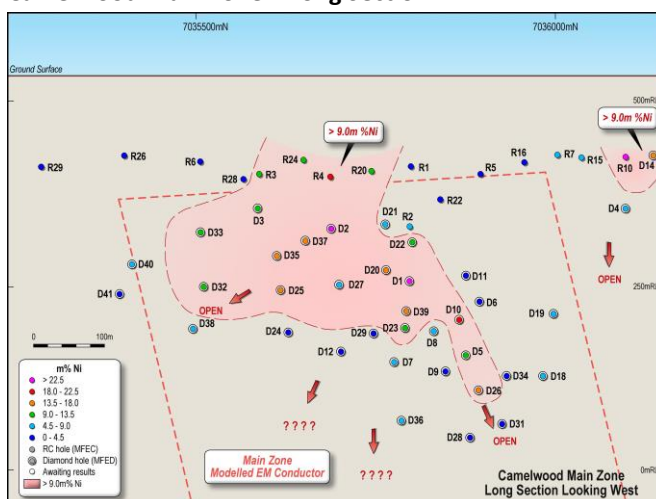 7035500mN
7036000mN
Ground Surface
500mRL
> 9.0m %Ni
> 9.0m %Ni
R29
R26
R6
R28
R3
R24
R4
R20
R1
R5
R16
R7
R15
R10
D14
R22
D4
D3
D33
D2
D21
R2
D22
D37
D35
D20
D1
D11
OPEN
D40
D41
D32
OPEN
D25
D27
D39
D10
D6
D19
250mRL
D38
D24
D29
D23
D8
D12
D7
D5
D9
D34
D18
D26
0
100m
m% Ni
> 22.5
18.0 - 22.5
13.5 - 18.0
9.0 - 13.5
4.5 - 9.0
0 - 4.5
RC hole (MFEC)
Diamond hole (MFED)
Awaiting results
> 9.0m% Ni
? ? ? ?
D36
D28
D31
OPEN
Main Zone
Modelled EM Conductor
? ? ? ?
0mRL
Camelwood Main Zone
Long Section Looking West